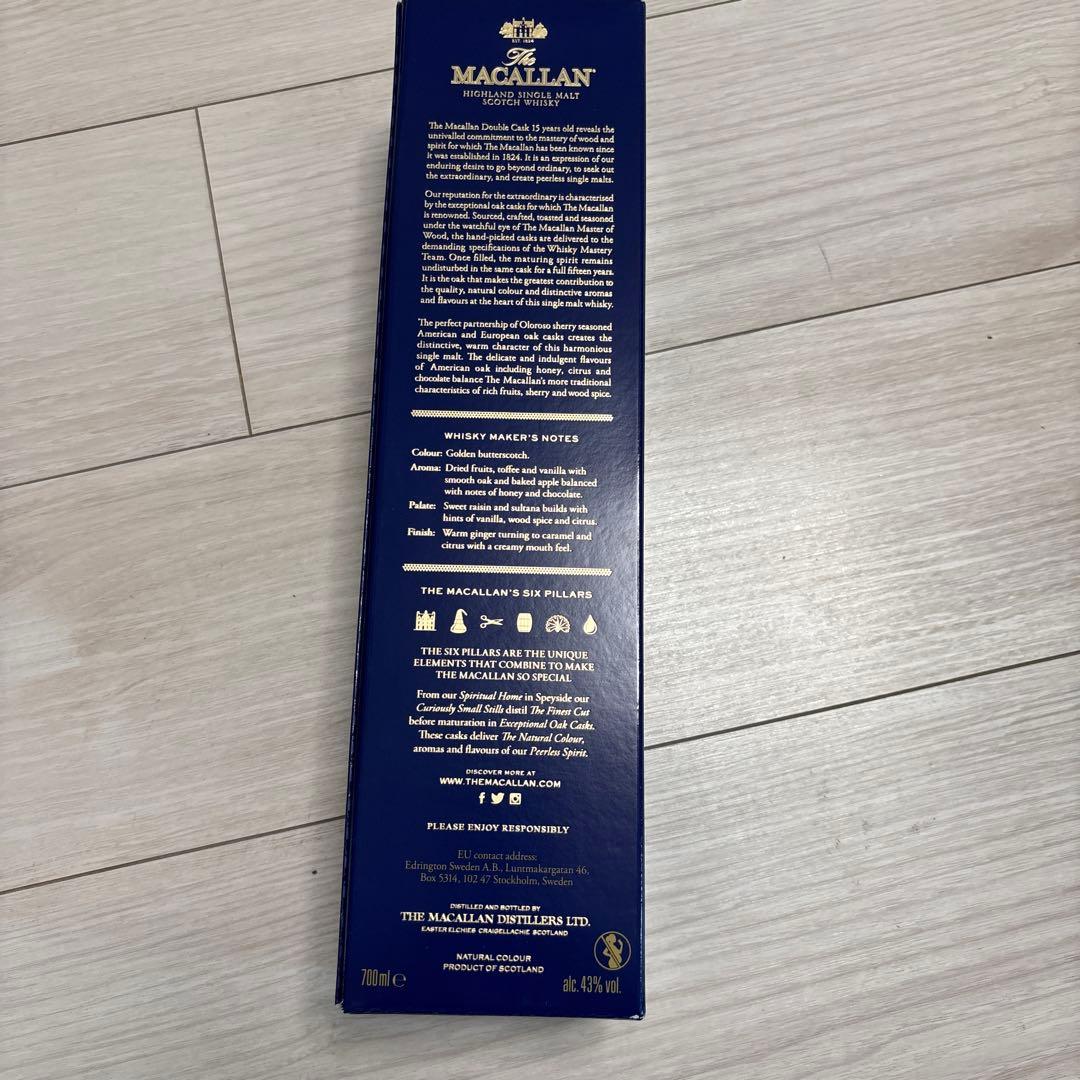 EST. 1824
The
MACALLAN
HIGHLAND SINGLE MALT
SCOTCH WHISKY
The Macallan Double Cask 15 years old reveals the
unrivalled commitment to the mastery of wood and
spirit for which The Macallan has been known since
it was established in 1824. It is an expression of our
enduring desire to go beyond ordinary, to seek out
the extraordinary, and create peerless single malts.
Our reputation for the extraordinary is characterised
by the exceptional oak casks for which The Macallan
is renowned. Sourced, crafted, toasted and seasoned
under the watchful eye of The Macallan Master of
Wood, the hand-picked casks are delivered to the
demanding specifications of the Whisky Mastery
Team. Once filled, the maturing spirit remains
undisturbed in the same cask for a full fifteen years.
It is the oak that makes the greatest contribution to
the quality, natural colour and distinctive aromas
and flavours at the heart of this single malt whisky.
The perfect partnership of Oloroso sherry seasoned
American and European oak casks creates the
distinctive, warm character of this harmonious
single malt. The delicate and indulgent flavours
of American oak including honey, citrus and
chocolate balance The Macallan's more traditional
characteristics of rich fruits, sherry and wood spice.
WHISKY MAKER'S NOTES
Colour: Golden butterscotch.
Aroma: Dried fruits, toffee and vanilla with
smooth oak and baked apple balanced
with notes of honey and chocolate.
Palate: Sweet raisin and sultana builds with
hints of vanilla, wood spice and citrus.
Finish: Warm ginger turning to caramel and
citrus with a creamy mouth feel.
THE MACALLAN'S SIX PILLARS
THE SIX PILLARS ARE THE UNIQUE
ELEMENTS THAT COMBINE TO MAKE
THE MACALLAN SO SPECIAL
From our Spiritual Home in Speyside our
Curiously Small Stills distil The Finest Cut
before maturation in Exceptional Oak Casks.
These casks deliver The Natural Colour,
aromas and flavours of our Peerless Spirit.
DISCOVER MORE AT
WWW.THEMACALLAN.COM
PLEASE ENJOY RESPONSIBLY
EU contact address:
Edrington Sweden A.B., Luntmakargatan 46,
Box 5314, 102 47 Stockholm, Sweden
DISTILLED AND BOTTLED BY
THE MACALLAN DISTILLERS LTD.
EASTER ELCHIES CRAIGELLACHIE SCOTLAND
NATURAL COLOUR
PRODUCT OF SCOTLAND
700ml ℮
alc. 43% vol.